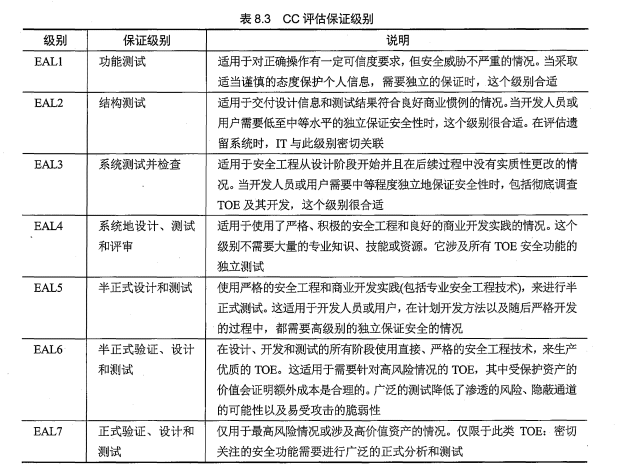 表 8.3 CC 评估保证级别
级别 保证级别 说明
EAL1 功能测试 适用于对正确操作有一定可信度要求，但安全威胁不严重的情况。当采取
适当谨慎的态度保护个人信息，需要独立的保证时，这个级别合适
EAL2 结构测试 适用于交付设计信息和测试结果符合良好商业惯例的情况。当开发人员或
用户需要低至中等水平的独立保证安全性时，这个级别很合适。在评估遗
留系统时，IT 与此级别密切关联
EAL3 系统测试并检查 适用于安全工程从设计阶段开始并且在后续过程中没有实质性更改的情
况。当开发人员或用户需要中等程度独立地保证安全性时，包括彻底调查
TOE 及其开发，这个级别很合适
EAL4 系统地设计、测试 适用于使用了严格、积极的安全工程和良好的商业开发实践的情况。这个
和评审 级别不需要大量的专业知识、技能或资源。它涉及所有 TOE 安全功能的
独立测试
EAL5 半正式设计和测试 使用严格的安全工程和商业开发实践(包括专业安全工程技术)，来进行半
正式测试。这适用于开发人员或用户，在计划开发方法以及随后严格开发
的过程中，都需要高级别的独立保证安全的情况
EAL6 半正式验证、设计 在设计、开发和测试的所有阶段使用直接、严格的安全工程技术，来生产
和测试 优质的 TOE。这适用于需要针对高风险情况的 TOE，其中受保护资产的
价值会证明额外成本是合理的。广泛的测试降低了渗透的风险、隐蔽通道
的可能性以及易受攻击的脆弱性
EAL7 正式验证、设计和 仅用于最高风险情况或涉及高价值资产的情况。仅限于此类 TOE：密切
测试 关注的安全功能需要进行广泛的正式分析和测试